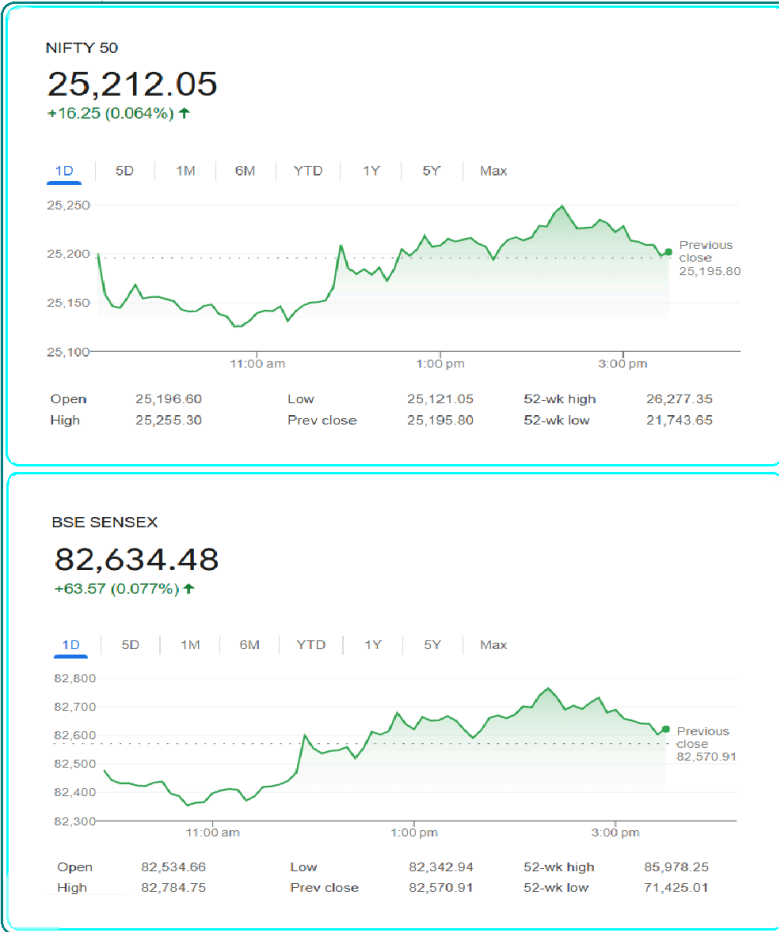 NIFTY 50
25,212.05
+16.25 (0.064%) ↑
1D 5D 1M 6M YTD 1Y 5Y Max
25,250
25,200
25,150
25,100
Previous
close
25,195.80
11:00 am 1:00 pm 3:00 pm
Open 25,196.60 Low 25,121.05 52-wk high 26,277.35
High 25,255.30 Prev close 25,195.80 52-wk low 21,743.65
BSE SENSEX
82,634.48
+63.57 (0.077%) ↑
1D 5D 1M 6M YTD 1Y 5Y Max
82,800
82,700
82,600
82,500
82,400
82,300
Previous
close
82,570.91
11:00 am 1:00 pm 3:00 pm
Open 82,534.66 Low 82,342.94 52-wk high 85,978.25
High 82,784.75 Prev close 82,570.91 52-wk low 71,425.01